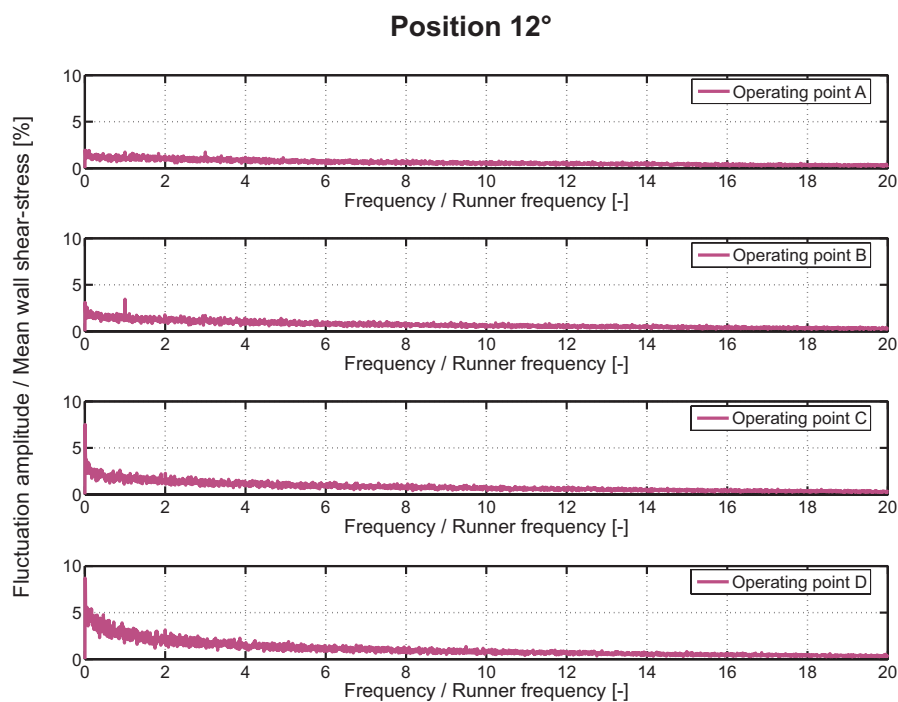 Position 12°
Fluctuation amplitude / Mean wall shear-stress [%]
10
5
0
Operating point A
0 2 4 6 8 10 12 14 16 18 20
Frequency / Runner frequency [-]
10
5
0
Operating point B
0 2 4 6 8 10 12 14 16 18 20
Frequency / Runner frequency [-]
10
5
0
Operating point C
0 2 4 6 8 10 12 14 16 18 20
Frequency / Runner frequency [-]
10
5
0
Operating point D
0 2 4 6 8 10 12 14 16 18 20
Frequency / Runner frequency [-]